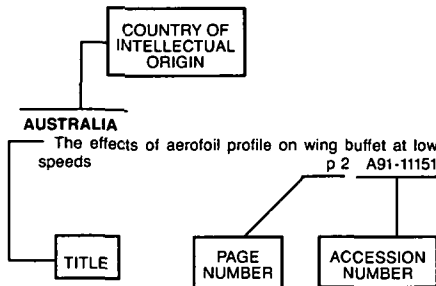 COUNTRY OF
INTELLECTUAL
ORIGIN
AUSTRALIA
The effects of aerofoil profile on wing buffet at low
speeds
p 2 A91-11151
TITLE
PAGE
NUMBER
ACCESSION
NUMBER